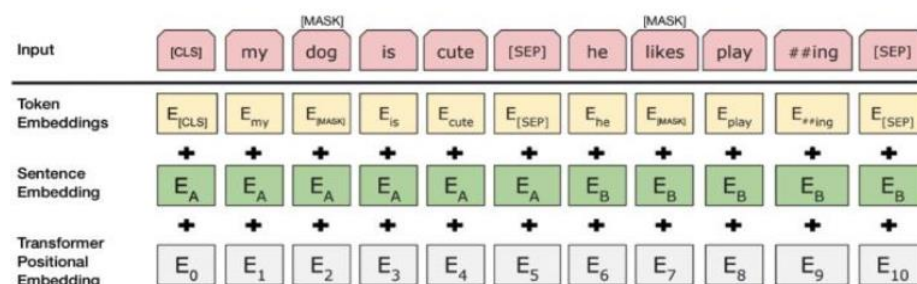 [MASK] [MASK]
Input [CLS] my dog is cute [SEP] he likes play ##ing [SEP]
Token
Embeddings E[CLS] Emy E[MASK] Eis Ecute E[SEP] Ehe E[MASK] Eplay E##ing E[SEP]
+ + + + + + + + + + +
Sentence
Embedding EA EA EA EA EA EA EB EB EB EB EB
+ + + + + + + + + + +
Transformer
Positional
Embedding E0 E1 E2 E3 E4 E5 E6 E7 E8 E9 E10